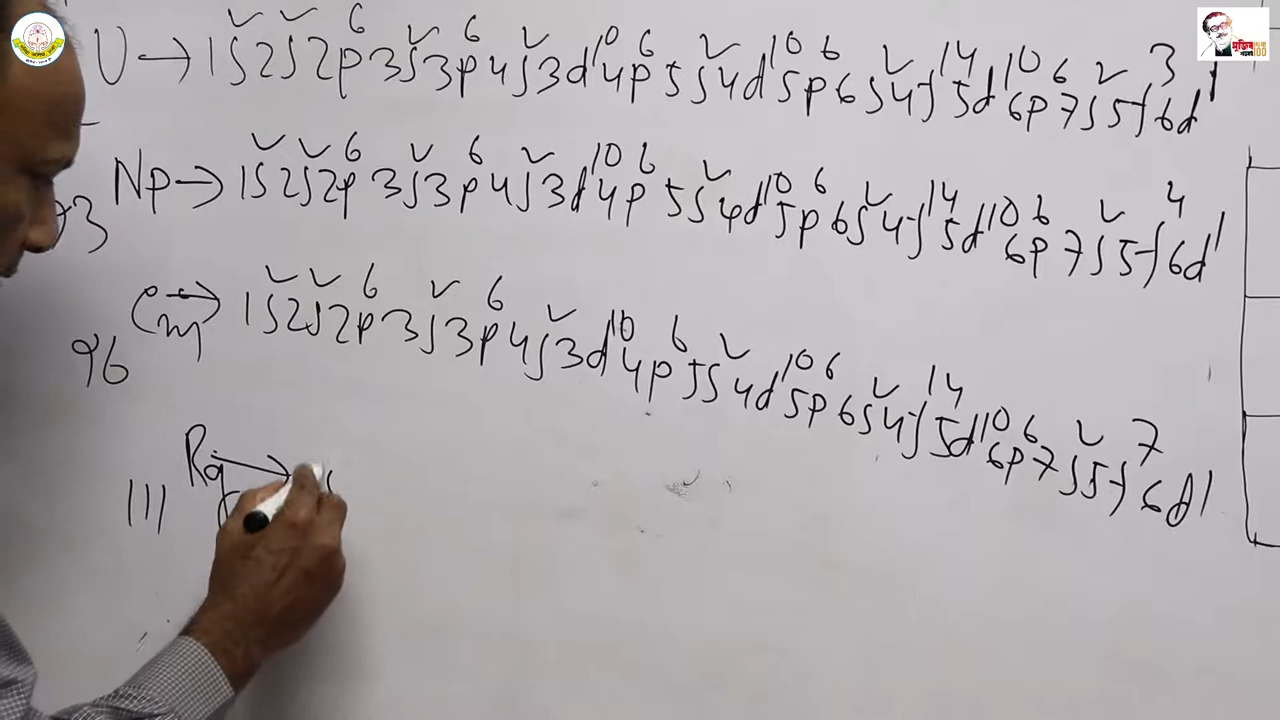 U → 1s² 2s² 2p⁶ 3s² 3p⁶ 4s² 3d¹⁰ 4p⁶ 5s² 4d¹⁰ 5p⁶ 6s² 4f¹⁴ 5d¹⁰ 6p⁶ 7s² 5f³ 6d¹
93 Np → 1s² 2s² 2p⁶ 3s² 3p⁶ 4s² 3d¹⁰ 4p⁶ 5s² 4d¹⁰ 5p⁶ 6s² 4f¹⁴ 5d¹⁰ 6p⁶ 7s² 5f⁴ 6d¹
96 Cm → 1s² 2s² 2p⁶ 3s² 3p⁶ 4s² 3d¹⁰ 4p⁶ 5s² 4d¹⁰ 5p⁶ 6s² 4f¹⁴ 5d¹⁰ 6p⁶ 7s² 5f⁷ 6d¹
111 Rg →